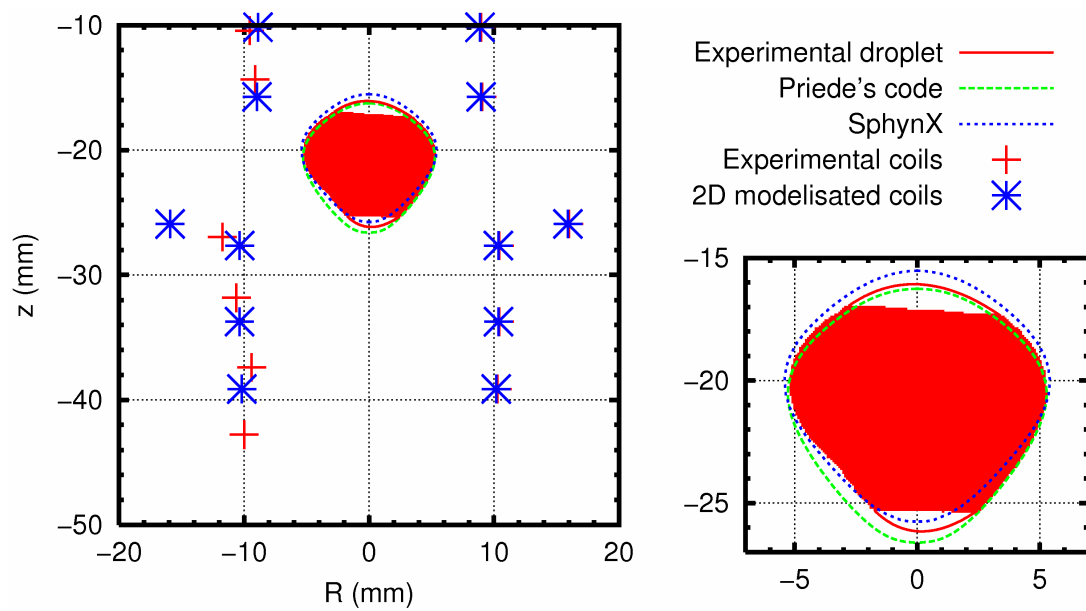 −10
−20
−30
−40
−50
−20
−10
0
10
20
z (mm)
R (mm)
Experimental droplet
Priede's code
SphynX
Experimental coils
2D modelisated coils
−15
−20
−25
−5
0
5